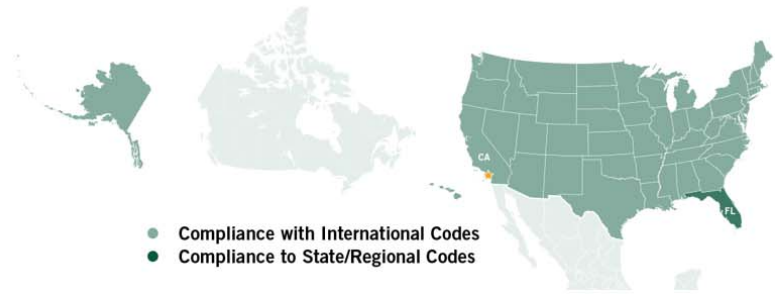 CA
FL
Compliance with International Codes
Compliance to State/Regional Codes